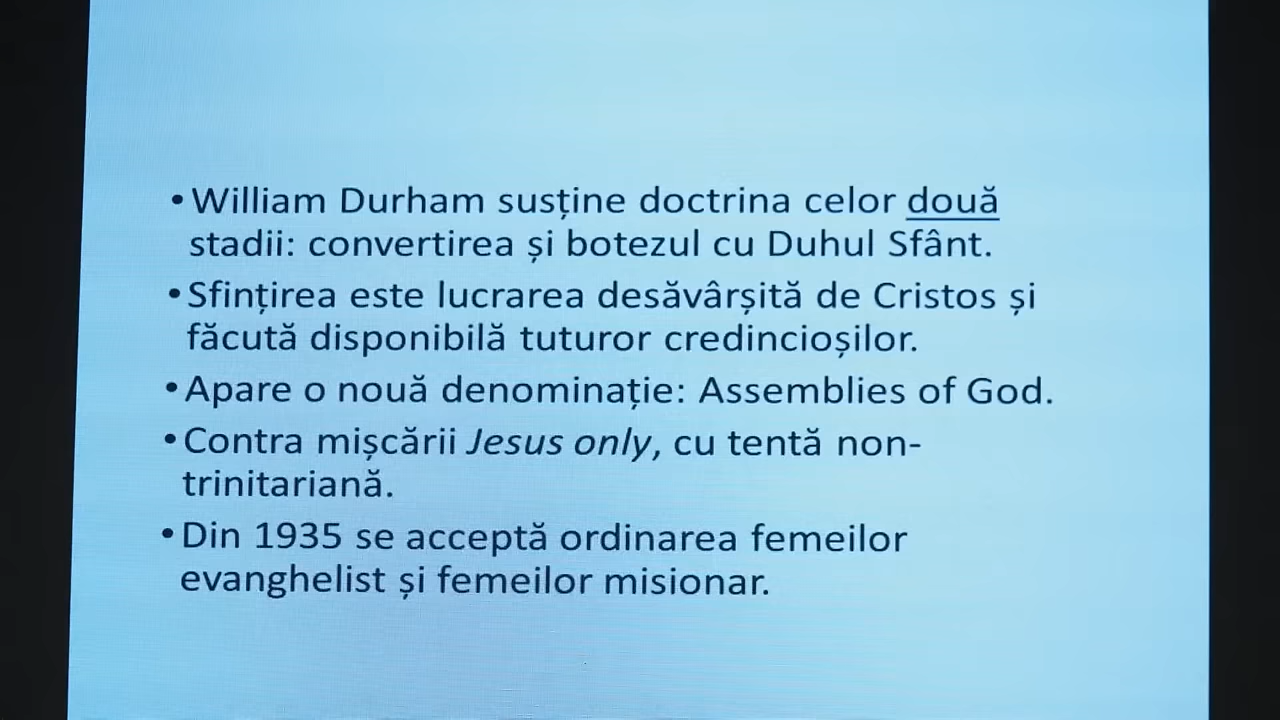 •William Durham susține doctrina celor două
stadii: convertirea și botezul cu Duhul Sfânt.
•Sfințirea este lucrarea desăvârșită de Cristos și
făcută disponibilă tuturor credincioșilor.
•Apare o nouă denominație: Assemblies of God.
•Contra mișcării Jesus only, cu tentă non-
trinitariană.
•Din 1935 se acceptă ordinarea femeilor
evanghelist și femeilor misionar.